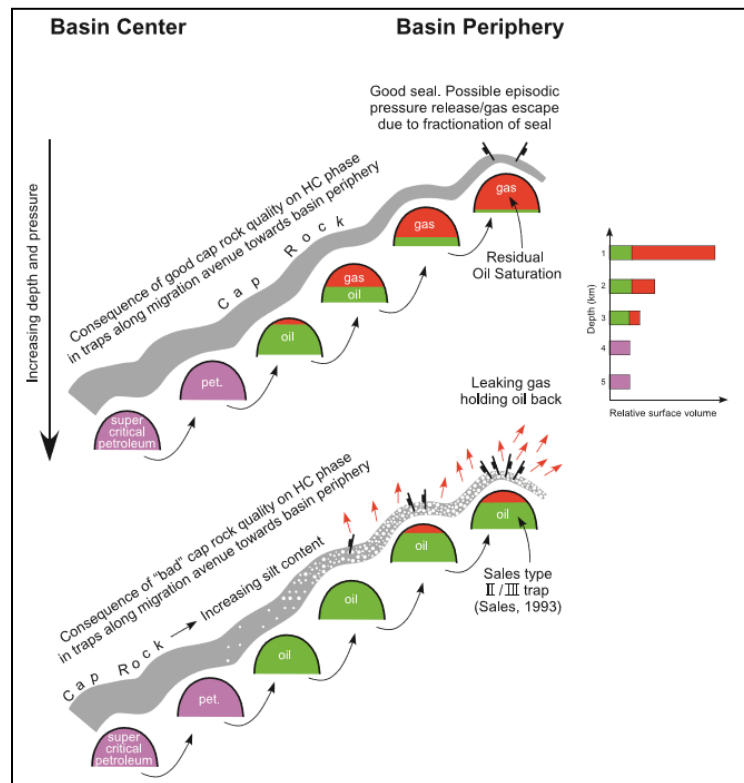 Basin Center
Basin Periphery
Good seal. Possible episodic
pressure release/gas escape
due to fractionation of seal
Increasing depth and pressure
Consequence of good cap rock quality on HC phase
in traps along migration avenue towards basin periphery
Cap Rock
gas
gas
Residual
Oil Saturation
gas
oil
oil
pet.
super
critical
petroleum
1
2
3
4
5
Depth (km)
Relative surface volume
Leaking gas
holding oil back
Consequence of "bad" cap rock quality on HC phase
in traps along migration avenue towards basin periphery
Cap Rock
Increasing silt content
oil
oil
Sales type
II / III trap
(Sales, 1993)
oil
oil
pet.
super
critical
petroleum